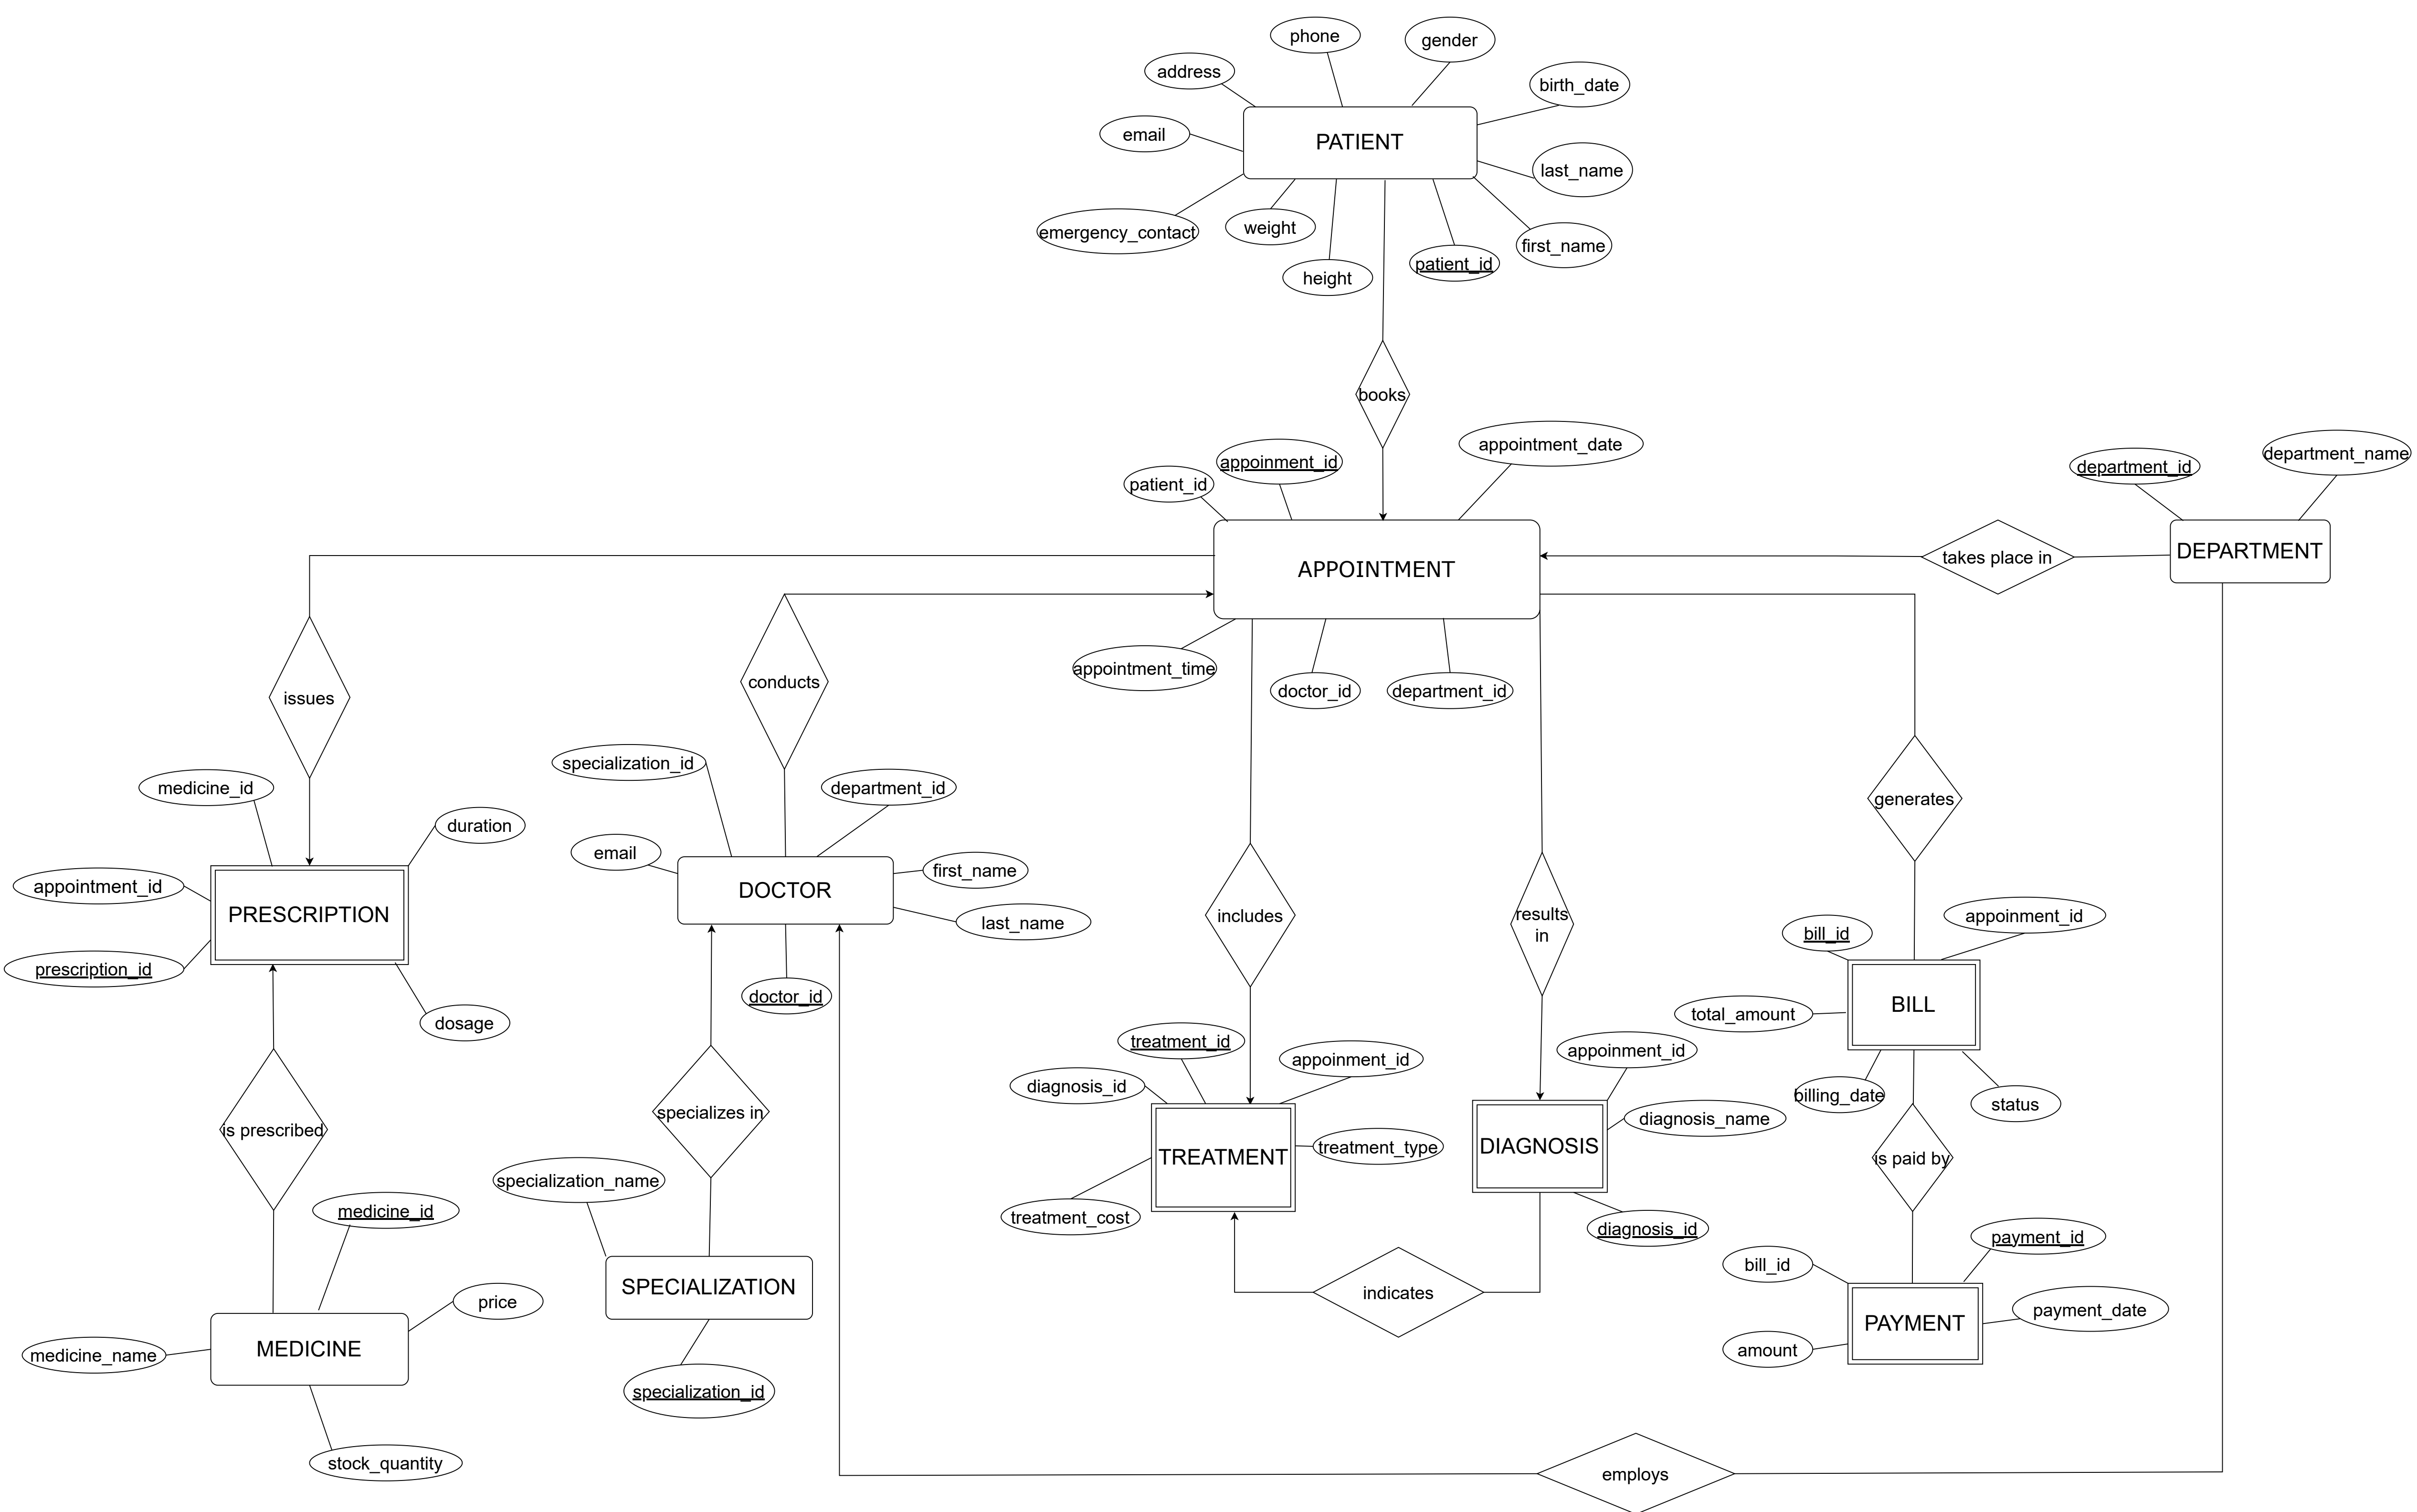 phone
gender
address
birth_date
PATIENT
email
last_name
emergency_contact
weight
first_name
height
patient_id
books
appointment_date
appoinment_id
patient_id
department_id
department_name
APPOINTMENT
takes place in
DEPARTMENT
appointment_time
doctor_id
department_id
issues
conducts
specialization_id
medicine_id
department_id
generates
duration
email
first_name
appointment_id
DOCTOR
PRESCRIPTION
last_name
includes
results
in
appoinment_id
bill_id
prescription_id
doctor_id
dosage
BILL
total_amount
treatment_id
appoinment_id
appoinment_id
diagnosis_id
billing_date
status
is prescribed
specializes in
diagnosis_name
TREATMENT
treatment_type
DIAGNOSIS
is paid by
specialization_name
medicine_id
treatment_cost
diagnosis_id
payment_id
bill_id
SPECIALIZATION
price
indicates
payment_date
MEDICINE
medicine_name
PAYMENT
amount
specialization_id
stock_quantity
employs